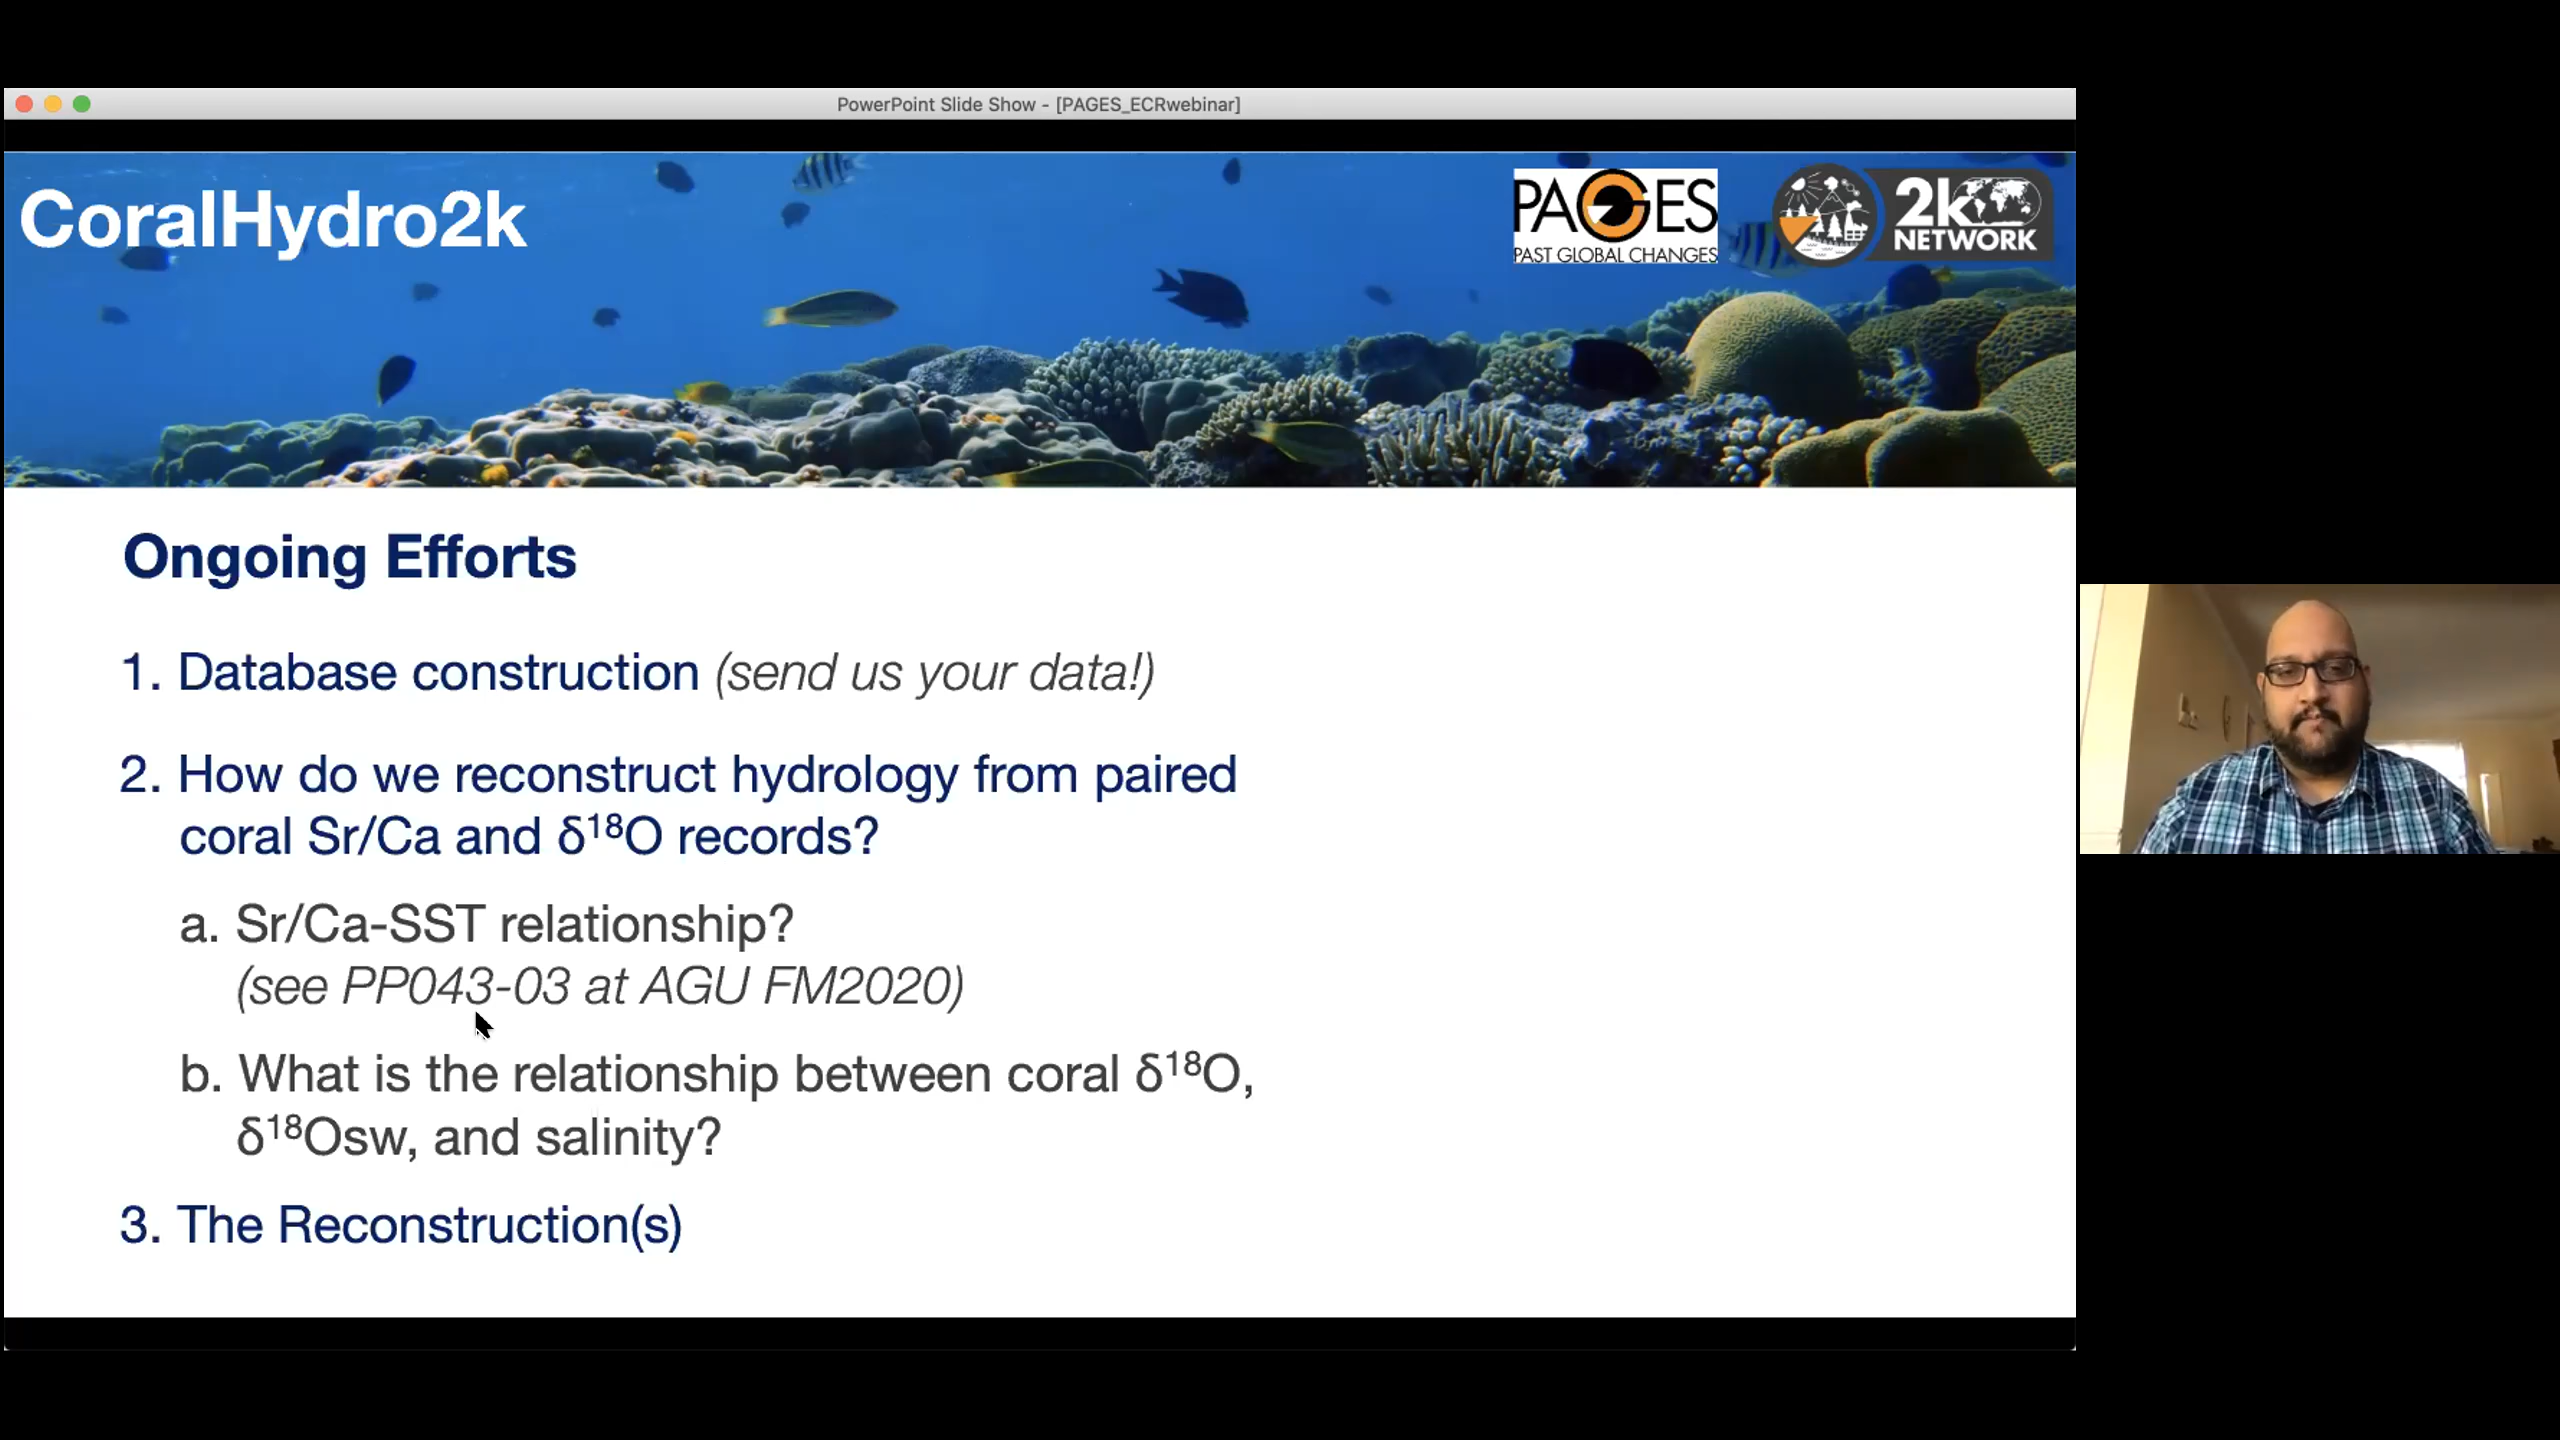 PowerPoint Slide Show - [PAGES_ECRwebinar]
CoralHydro2k
PAGES
PAST GLOBAL CHANGES
2k
NETWORK
Ongoing Efforts
1. Database construction (send us your data!)
2. How do we reconstruct hydrology from paired
coral Sr/Ca and δ¹⁸O records?
a. Sr/Ca-SST relationship?
(see PP043-03 at AGU FM2020)
b. What is the relationship between coral δ¹⁸O,
δ¹⁸Osw, and salinity?
3. The Reconstruction(s)